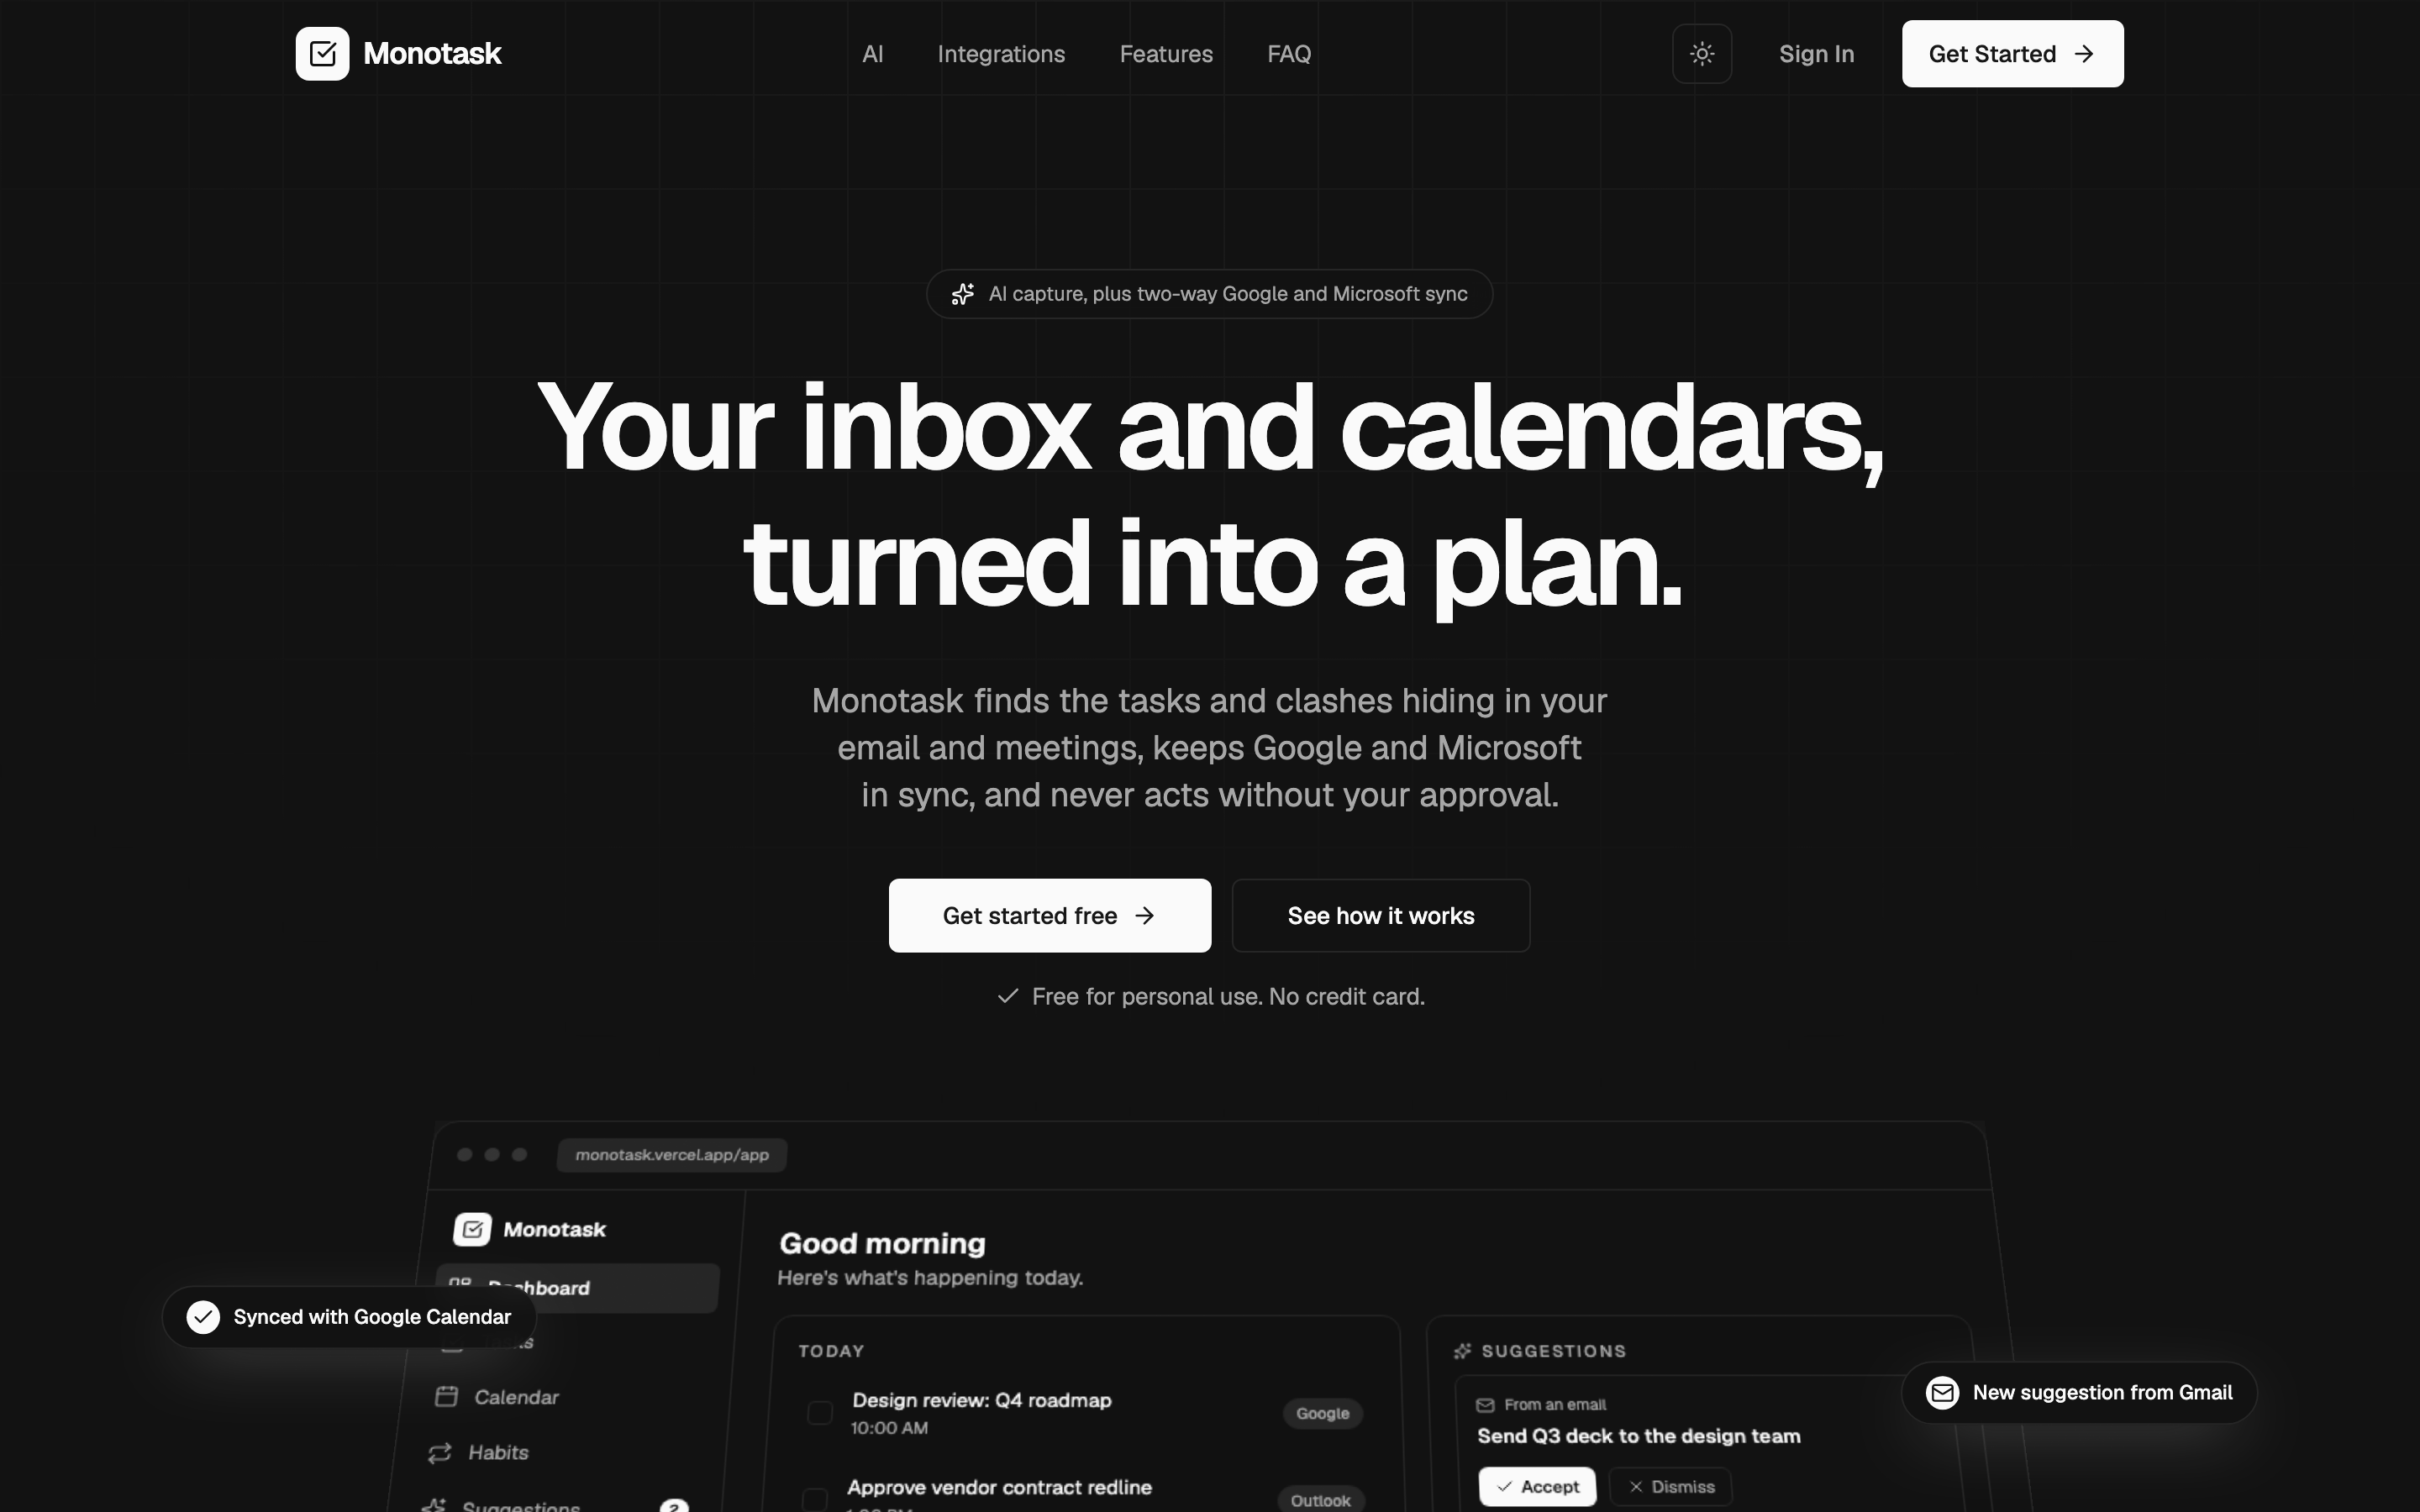 Monotask
AI
Integrations
Features
FAQ
Sign In
Get Started
AI capture, plus two-way Google and Microsoft sync
Your inbox and calendars,
turned into a plan.
Monotask finds the tasks and clashes hiding in your
email and meetings, keeps Google and Microsoft
in sync, and never acts without your approval.
Get started free
See how it works
Free for personal use. No credit card.
monotask.vercel.app/app
Monotask
Dashboard
Synced with Google Calendar
Calendar
Habits
Suggestions
2
Good morning
Here's what's happening today.
TODAY
Design review: Q4 roadmap
10:00 AM
Google
Approve vendor contract redline
Outlook
SUGGESTIONS
From an email
Send Q3 deck to the design team
Accept
Dismiss
New suggestion from Gmail